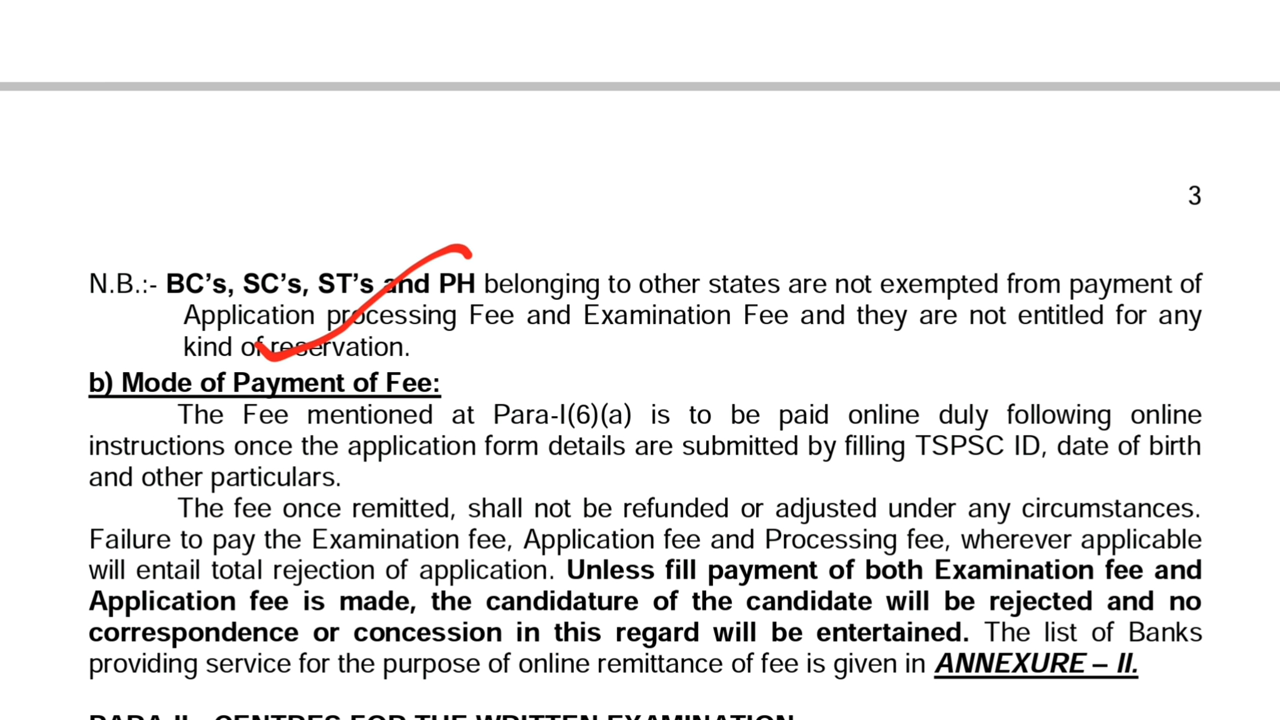 3
N.B.:- BC’s, SC’s, ST’s and PH belonging to other states are not exempted from payment of
Application processing Fee and Examination Fee and they are not entitled for any
kind of reservation.
b) Mode of Payment of Fee:
The Fee mentioned at Para-I(6)(a) is to be paid online duly following online
instructions once the application form details are submitted by filling TSPSC ID, date of birth
and other particulars.
The fee once remitted, shall not be refunded or adjusted under any circumstances.
Failure to pay the Examination fee, Application fee and Processing fee, wherever applicable
will entail total rejection of application. Unless fill payment of both Examination fee and
Application fee is made, the candidature of the candidate will be rejected and no
correspondence or concession in this regard will be entertained. The list of Banks
providing service for the purpose of online remittance of fee is given in ANNEXURE – II.
PARA-II:- CENTRES FOR THE WRITTEN EXAMINATION